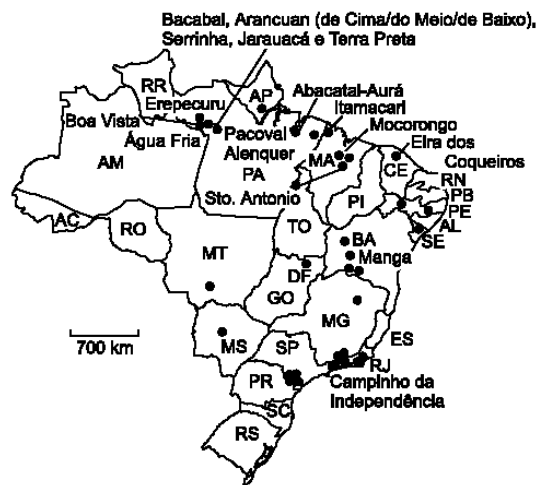 Bacabal, Arancuan (de Cima/do Meio/de Baixo),
Serrinha, Jarauacá e Terra Preta
RR
Erepecuru
AP
Abacatal-Aurá
Itamacari
Boa Vista
Mocorongo
Água Fria
Pacoval
Alenquer
Elra dos
Coqueiros
AM
PA
MA
CE
RN
Sto. Antonio
PI
PB
PE
AC
RO
TO
AL
SE
BA
MT
Manga
DF
GO
MG
ES
700 km
MS
SP
RJ
PR
Campinho da
Independência
SC
RS